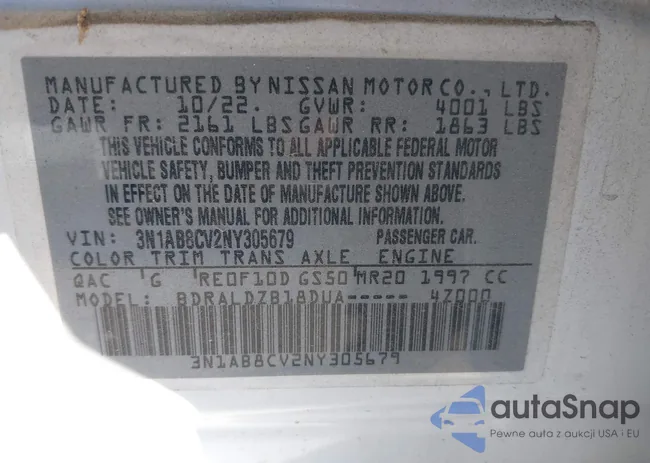 MANUFACTURED BY NISSAN MOTOR CO., LTD.
DATE: 10/22. GVWR: 4001 LBS
GAWR FR: 2161 LBS GAWR RR: 1863 LBS
THIS VEHICLE CONFORMS TO ALL APPLICABLE FEDERAL MOTOR
VEHICLE SAFETY, BUMPER AND THEFT PREVENTION STANDARDS
IN EFFECT ON THE DATE OF MANUFACTURE SHOWN ABOVE.
SEE OWNER'S MANUAL FOR ADDITIONAL INFORMATION.
VIN: 3N1AB8CV2NY305679 PASSENGER CAR.
COLOR TRIM TRANS AXLE ENGINE
QAC G RE0F10D GS50 MR20 1997 CC
MODEL: BDRALDZB18DUA----- 4Z000
3N1AB8CV2NY305679
autaSnap
Pewne auta z aukcji USA i EU